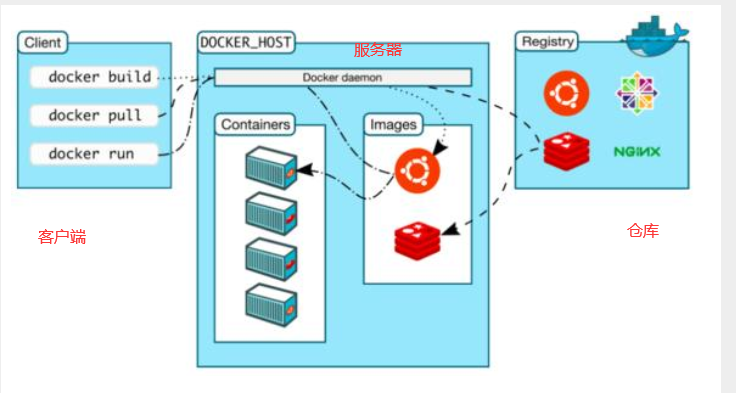 Client
docker build
docker pull
docker run
客户端
DOCKER_HOST
服务器
Docker daemon
Containers
Images
Registry
NGINX
仓库